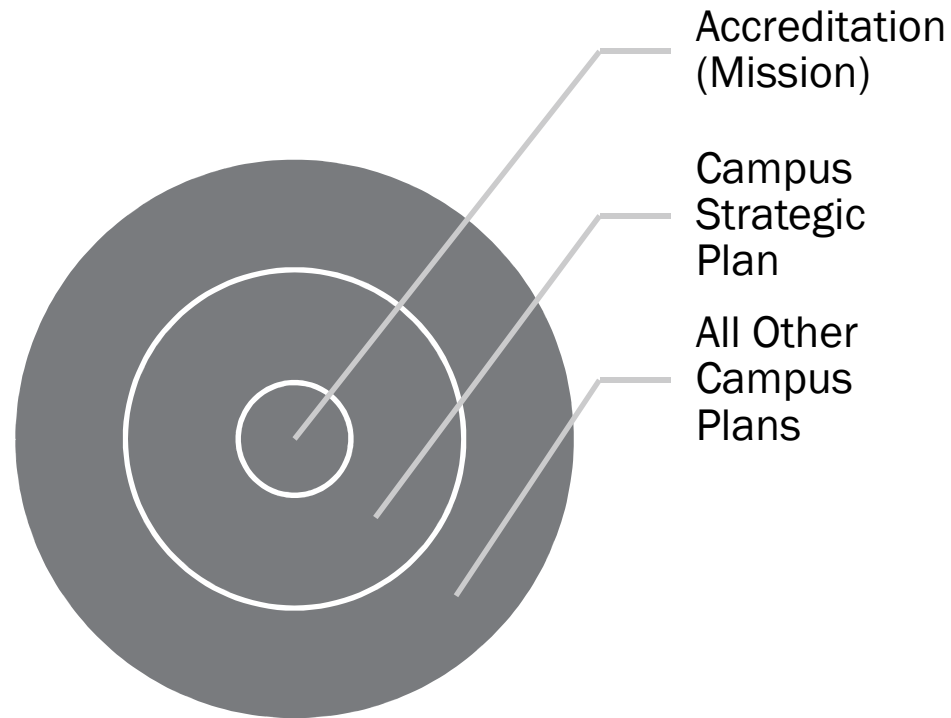 Accreditation
(Mission)
Campus
Strategic
Plan
All Other
Campus
Plans